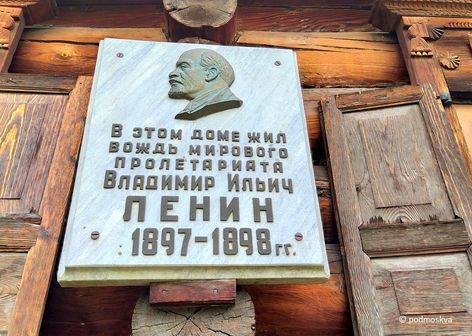 В этом доме жил
вождь мирового
пролетариата
Владимир Ильич
ЛЕНИН
1897-1898 гг.
© podmoskva